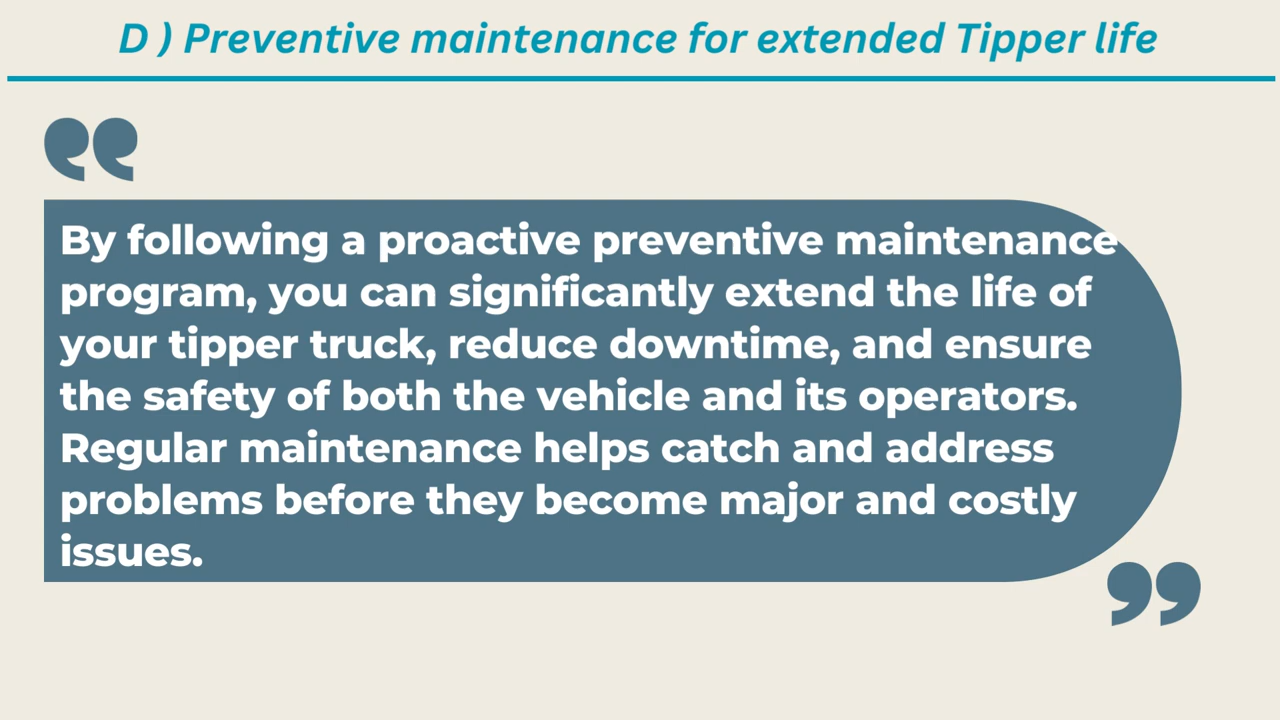 D ) Preventive maintenance for extended Tipper life
By following a proactive preventive maintenance
program, you can significantly extend the life of
your tipper truck, reduce downtime, and ensure
the safety of both the vehicle and its operators.
Regular maintenance helps catch and address
problems before they become major and costly
issues.